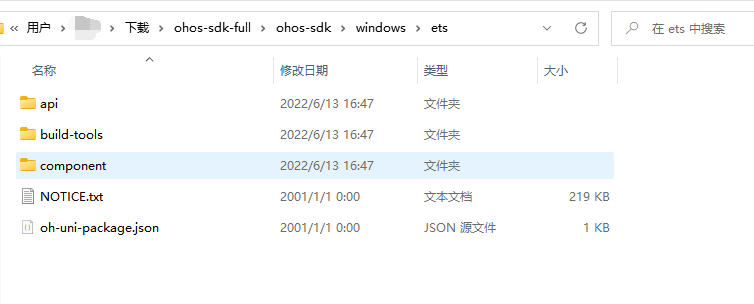 « 用户 › › 下载 › ohos-sdk-full › ohos-sdk › windows › ets 在 ets 中搜索
名称 修改日期 类型 大小
api 2022/6/13 16:47 文件夹
build-tools 2022/6/13 16:47 文件夹
component 2022/6/13 16:47 文件夹
NOTICE.txt 2001/1/1 0:00 文本文档 219 KB
oh-uni-package.json 2001/1/1 0:00 JSON 源文件 1 KB